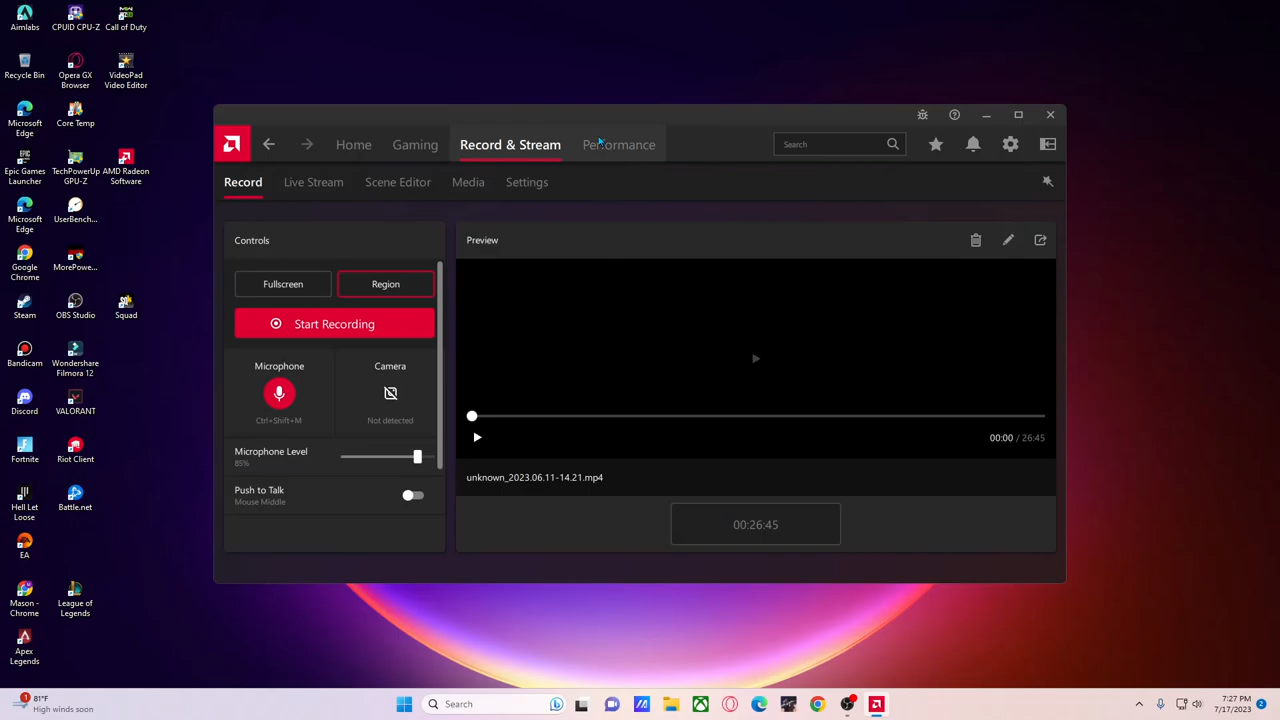 Aimlabs
CPUID CPU-Z
Call of Duty
Recycle Bin
Opera GX Browser
VideoPad Video Editor
Microsoft Edge
Core Temp
Epic Games Launcher
TechPowerUp GPU-Z
AMD Radeon Software
Microsoft Edge
UserBench...
Google Chrome
MorePowe...
Steam
OBS Studio
Squad
Bandicam
Wondershare Filmora 12
Discord
VALORANT
Fortnite
Riot Client
Hell Let Loose
Battle.net
EA
Mason - Chrome
League of Legends
Apex Legends
Home
Gaming
Record & Stream
Performance
Search
Record
Live Stream
Scene Editor
Media
Settings
Controls
Fullscreen
Region
Start Recording
Microphone
Camera
Ctrl+Shift+M
Not detected
Microphone Level
85%
Push to Talk
Mouse Middle
Preview
00:00 / 26:45
unknown_2023.06.11-14.21.mp4
00:26:45
1
81°F
High winds soon
Search
7:27 PM
7/17/2023
2